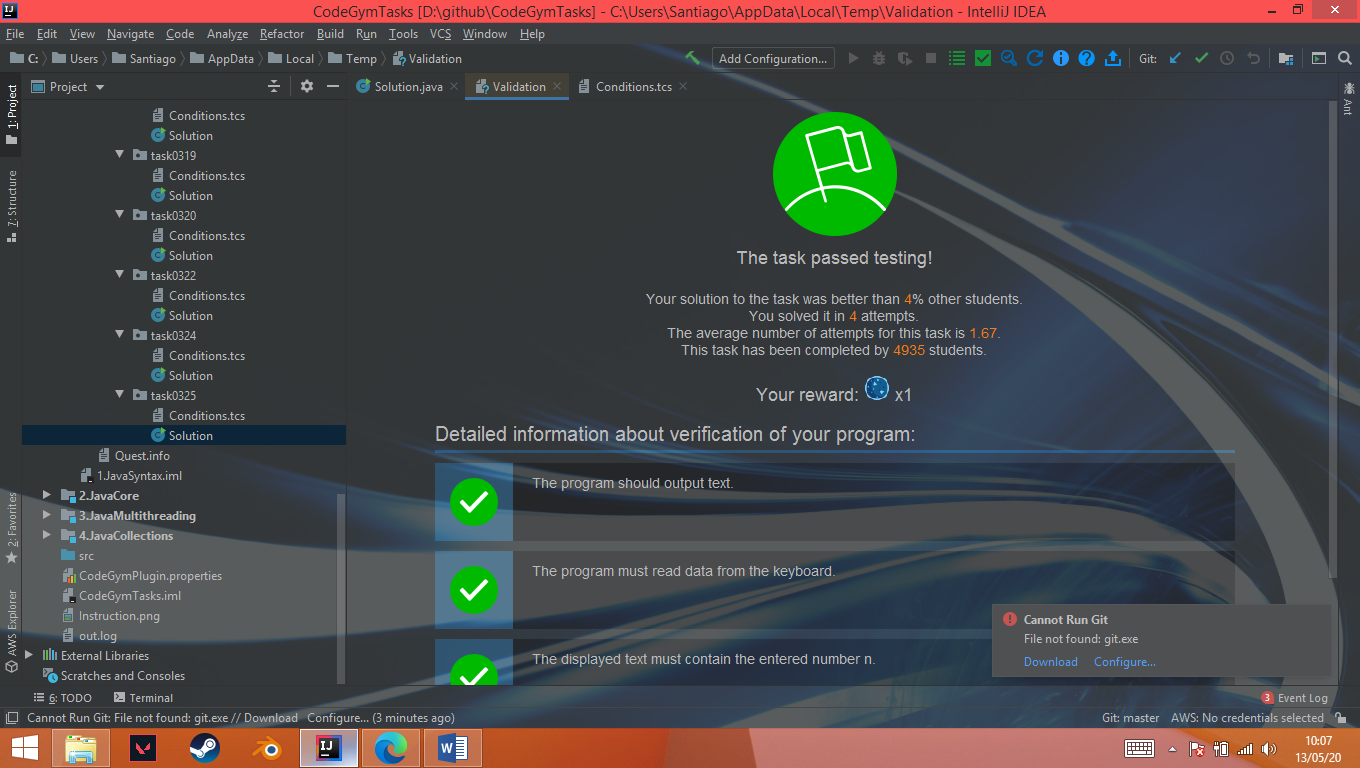 CodeGymTasks [D:\github\CodeGymTasks] - C:\Users\Santiago\AppData\Local\Temp\Validation - IntelliJ IDEA
File Edit View Navigate Code Analyze Refactor Build Run Tools VCS Window Help
C: Users Santiago AppData Local Temp Validation Add Configuration... Git:
Project Solution.java Validation Conditions.tcs
1: Project
7: Structure
2: Favorites
AWS Explorer
Ant
Conditions.tcs
Solution
task0319
Conditions.tcs
Solution
task0320
Conditions.tcs
Solution
task0322
Conditions.tcs
Solution
task0324
Conditions.tcs
Solution
task0325
Conditions.tcs
Solution
Quest.info
1.JavaSyntax.iml
2.JavaCore
3.JavaMultithreading
4.JavaCollections
src
CodeGymPlugin.properties
CodeGymTasks.iml
Instruction.png
out.log
External Libraries
Scratches and Consoles
The task passed testing!
Your solution to the task was better than 4% other students.
You solved it in 4 attempts.
The average number of attempts for this task is 1.67.
This task has been completed by 4935 students.
Your reward: x1
Detailed information about verification of your program:
The program should output text.
The program must read data from the keyboard.
The displayed text must contain the entered number n.
Cannot Run Git
File not found: git.exe
Download Configure...
6: TODO Terminal 3 Event Log
Cannot Run Git: File not found: git.exe // Download Configure... (3 minutes ago) Git: master AWS: No credentials selected
10:07
13/05/20